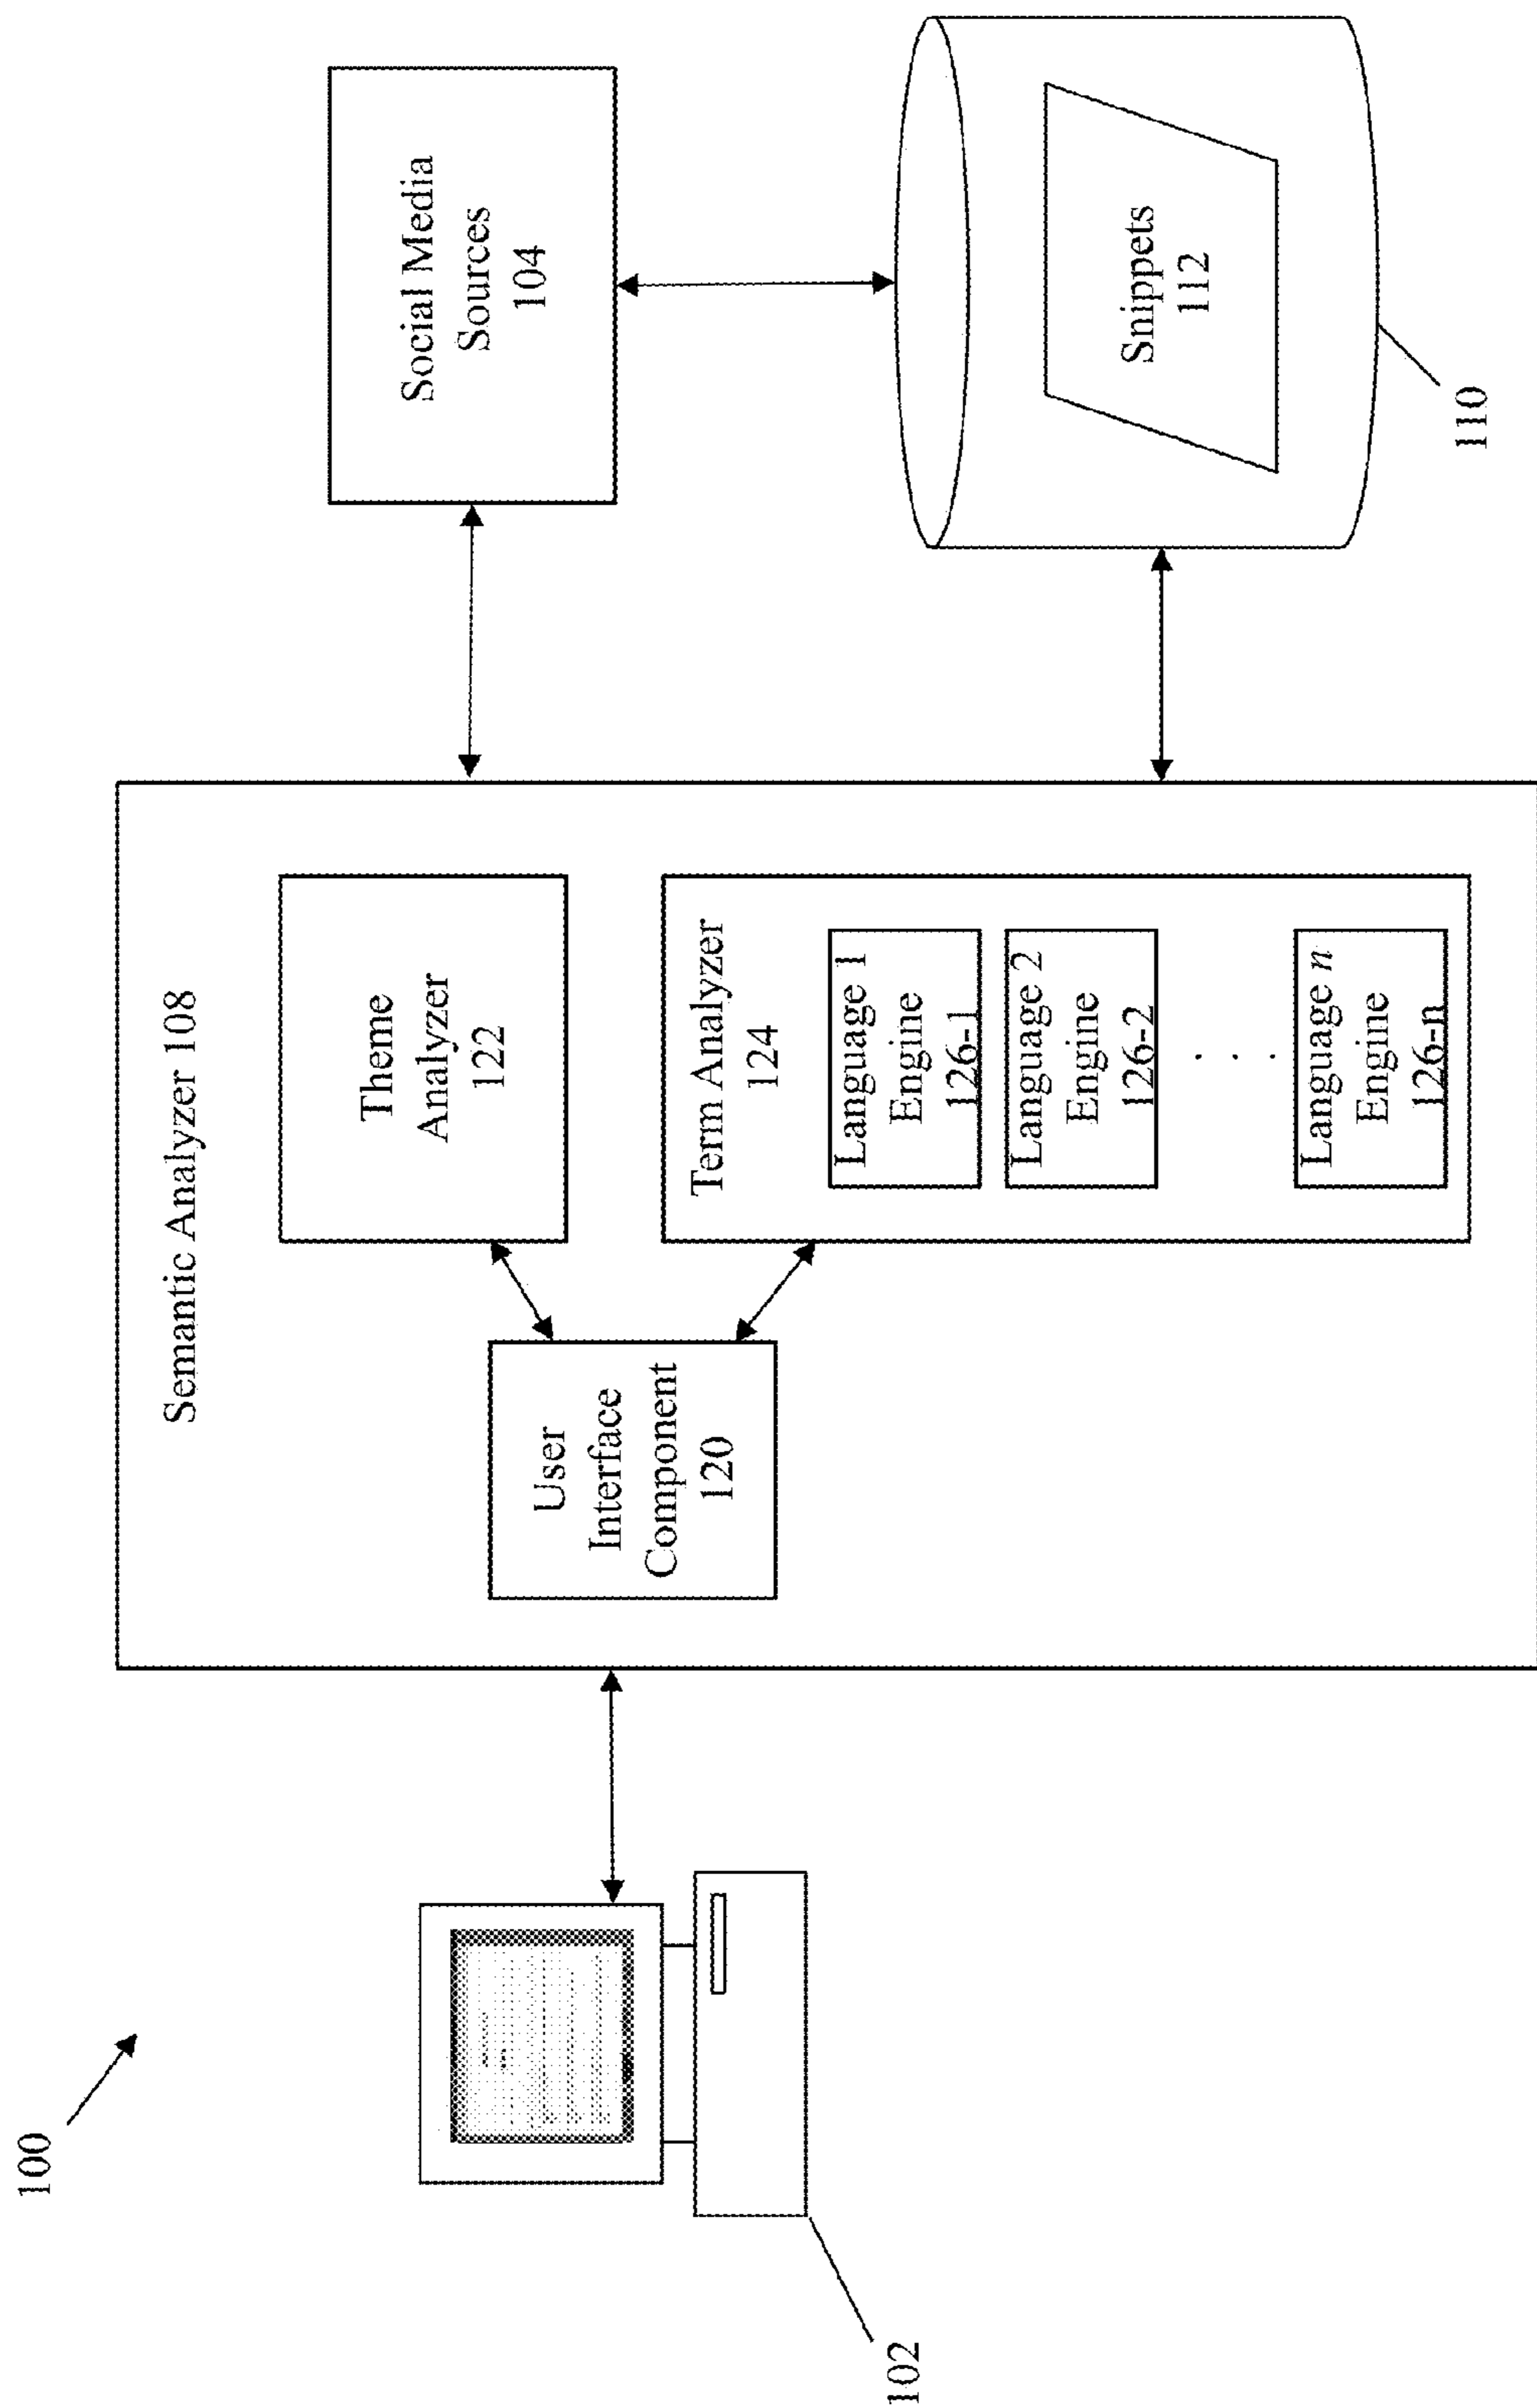 100
102
Semantic Analyzer 108
User
Interface
Component
120
Theme
Analyzer
122
Term Analyzer
124
Language 1
Engine
126-1
Language 2
Engine
126-2
. . .
Language n
Engine
126-n
Social Media
Sources
104
Snippets
112
110